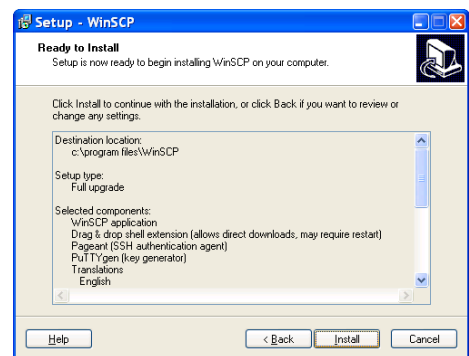 Setup - WinSCP
Ready to Install
Setup is now ready to begin installing WinSCP on your computer.
Click Install to continue with the installation, or click Back if you want to review or
change any settings.
Destination location:
c:\program files\WinSCP
Setup type:
Full upgrade
Selected components:
WinSCP application
Drag & drop shell extension (allows direct downloads, may require restart)
Pageant (SSH authentication agent)
PuTTYgen (key generator)
Translations
English
Help
< Back
Install
Cancel